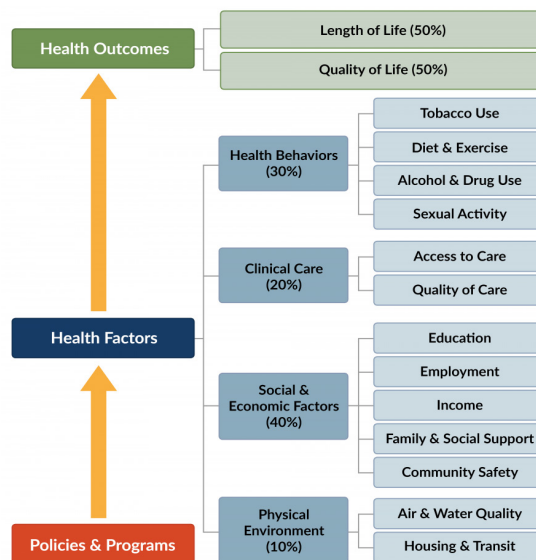 Health Outcomes
Length of Life (50%)
Quality of Life (50%)
Health Behaviors
(30%)
Tobacco Use
Diet & Exercise
Alcohol & Drug Use
Sexual Activity
Clinical Care
(20%)
Access to Care
Quality of Care
Health Factors
Social &
Economic Factors
(40%)
Education
Employment
Income
Family & Social Support
Community Safety
Physical
Environment
(10%)
Air & Water Quality
Housing & Transit
Policies & Programs